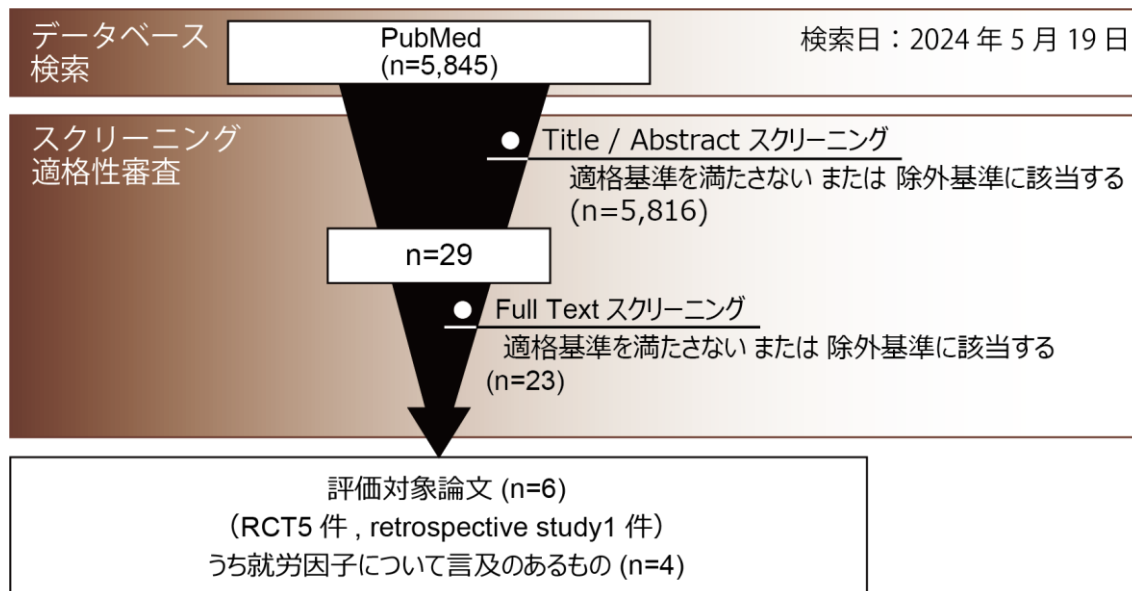 データベース
検索
PubMed
(n=5,845)
検索日：2024 年 5 月 19 日
スクリーニング
適格性審査
Title / Abstract スクリーニング
適格基準を満たさない または 除外基準に該当する
(n=5,816)
n=29
Full Text スクリーニング
適格基準を満たさない または 除外基準に該当する
(n=23)
評価対象論文 (n=6)
（RCT5 件 , retrospective study1 件）
うち就労因子について言及のあるもの (n=4)